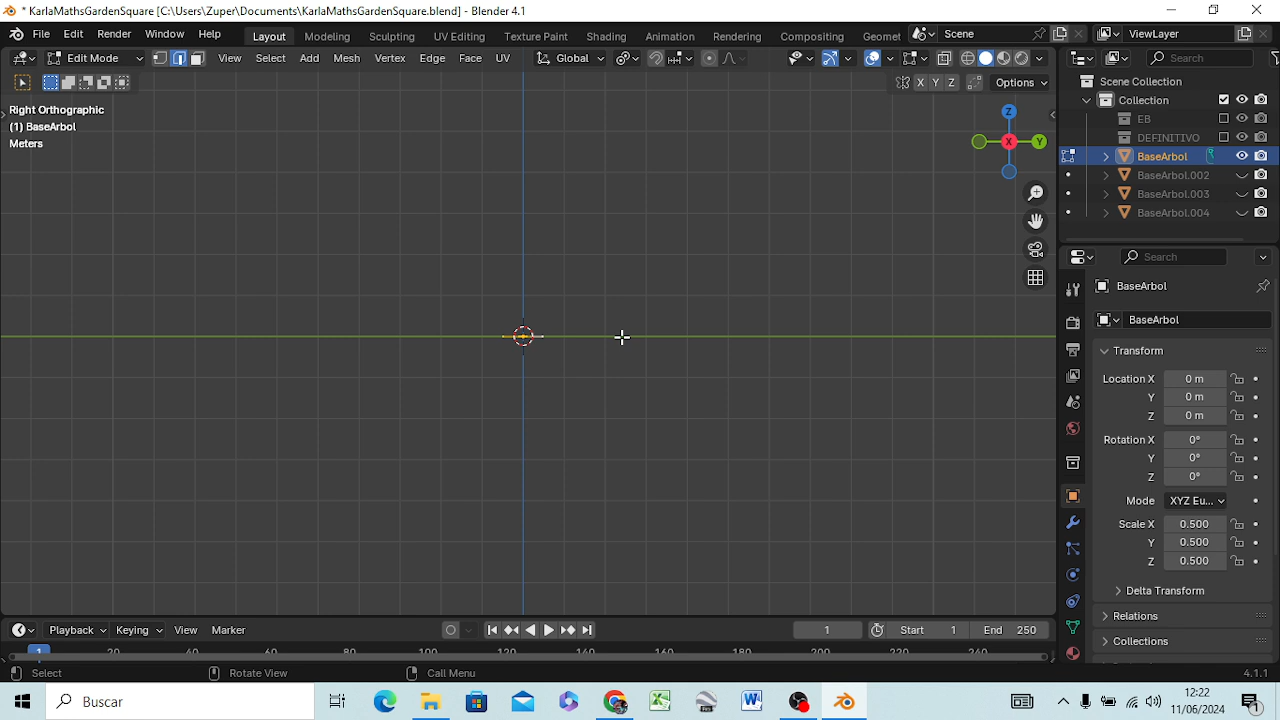 * KarlaMathsGardenSquare [C:\Users\Zuper\Documents\KarlaMathsGardenSquare.blend] - Blender 4.1
File Edit Render Window Help Layout Modeling Sculpting UV Editing Texture Paint Shading Animation Rendering Compositing Geomet Scene ViewLayer
Edit Mode View Select Add Mesh Vertex Edge Face UV Global Search
X Y Z Options
Right Orthographic
(1) BaseArbol
Meters
Z
X
Y
Scene Collection
Collection
EB
DEFINITIVO
BaseArbol
BaseArbol.002
BaseArbol.003
BaseArbol.004
Search
BaseArbol
BaseArbol
Transform
Location X 0 m
Y 0 m
Z 0 m
Rotation X 0°
Y 0°
Z 0°
Mode XYZ Eu...
Scale X 0.500
Y 0.500
Z 0.500
Delta Transform
Relations
Collections
Playback Keying View Marker 1 Start 1 End 250
1 20 40 60 80 100 120 140 160 180 200 220 240
Select Rotate View Call Menu 4.1.1
Buscar
12:22
11/06/2024
1